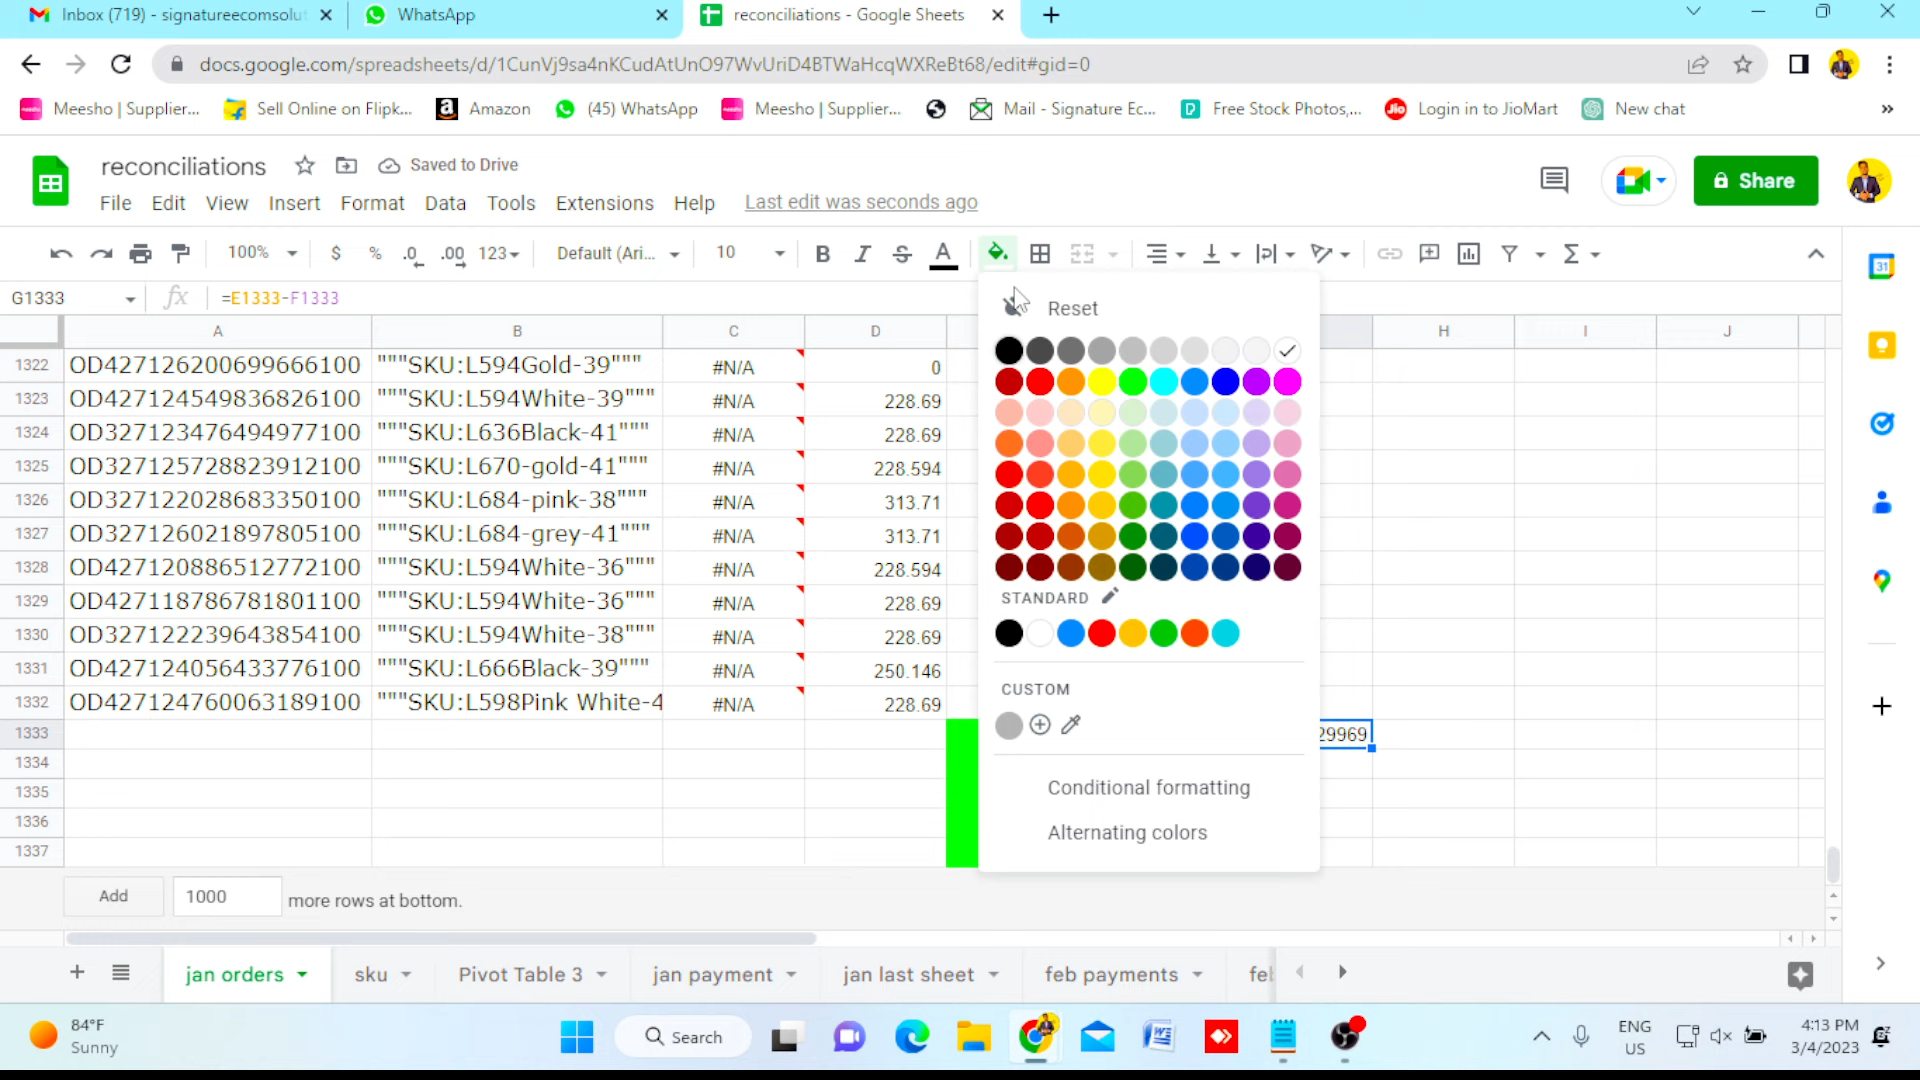 Inbox (719) - signatureecomsolut
WhatsApp
reconciliations - Google Sheets
docs.google.com/spreadsheets/d/1CunVj9sa4nKCudAtUnO97WvUriD4BTWaHcqWXReBt68/edit#gid=0
Meesho | Supplier...
Sell Online on Flipk...
Amazon
(45) WhatsApp
Meesho | Supplier...
Mail - Signature Ec...
Free Stock Photos,...
Jio
Login in to JioMart
New chat
»
reconciliations
Saved to Drive
Share
File Edit View Insert Format Data Tools Extensions Help
Last edit was seconds ago
100%
$ % .0 .00 123
Default (Ari...
10
B I S A
31
G1333
fx
=E1333-F1333
Reset
A B C D H I J
1322 OD427126200699666100 """SKU:L594Gold-39""" #N/A 0
1323 OD427124549836826100 """SKU:L594White-39""" #N/A 228.69
1324 OD327123476494977100 """SKU:L636Black-41""" #N/A 228.69
1325 OD327125728823912100 """SKU:L670-gold-41""" #N/A 228.594
1326 OD327122028683350100 """SKU:L684-pink-38""" #N/A 313.71
1327 OD327126021897805100 """SKU:L684-grey-41""" #N/A 313.71
1328 OD427120886512772100 """SKU:L594White-36""" #N/A 228.594
1329 OD427118786781801100 """SKU:L594White-36""" #N/A 228.69
1330 OD327122239643854100 """SKU:L594White-38""" #N/A 228.69
1331 OD427124056433776100 """SKU:L666Black-39""" #N/A 250.146
1332 OD427124760063189100 """SKU:L598Pink White-4 #N/A 228.69
1333 29969
1334
1335
1336
1337
STANDARD
CUSTOM
Conditional formatting
Alternating colors
Add 1000 more rows at bottom.
jan orders
sku
Pivot Table 3
jan payment
jan last sheet
feb payments
feb
84°F
Sunny
Search
ENG
US
4:13 PM
3/4/2023